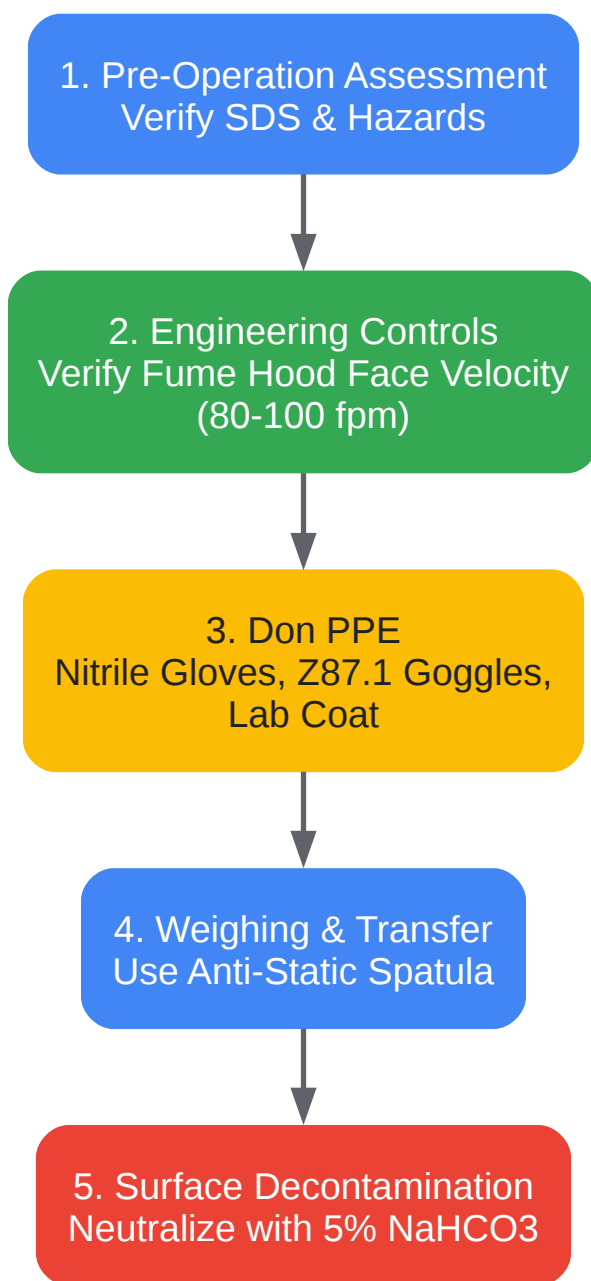 1. Pre-Operation Assessment
Verify SDS & Hazards
2. Engineering Controls
Verify Fume Hood Face Velocity
(80-100 fpm)
3. Don PPE
Nitrile Gloves, Z87.1 Goggles,
Lab Coat
4. Weighing & Transfer
Use Anti-Static Spatula
5. Surface Decontamination
Neutralize with 5% NaHCO3